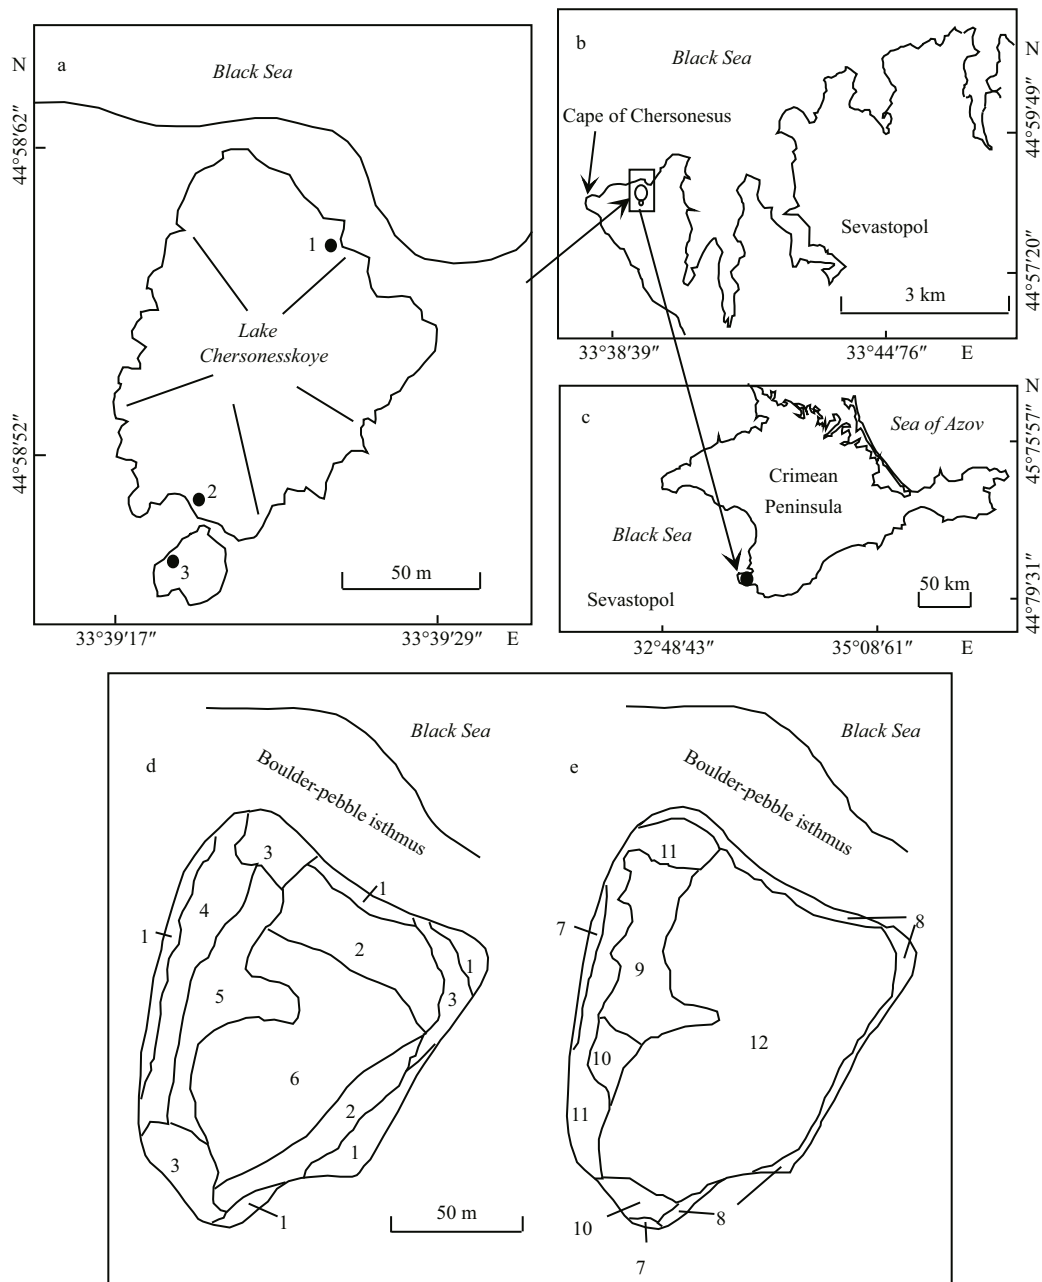 N
a
Black Sea
44°58′62″
1
Lake
Chersonesskoye
44°58′52″
2
3
50 m
33°39′17″
33°39′29″
E
b
Black Sea
N
Cape of Chersonesus
44°59′49″
Sevastopol
44°57′20″
3 km
33°38′39″
33°44′76″
E
N
c
Sea of Azov
45°75′57″
Crimean
Peninsula
Black Sea
50 km
Sevastopol
44°79′31″
32°48′43″
35°08′61″
E
Black Sea
d
Boulder-pebble isthmus
3
1
4
1
2
1
5
3
6
2
1
3
1
50 m
Black Sea
e
Boulder-pebble isthmus
11
7
8
9
12
10
11
10
8
7